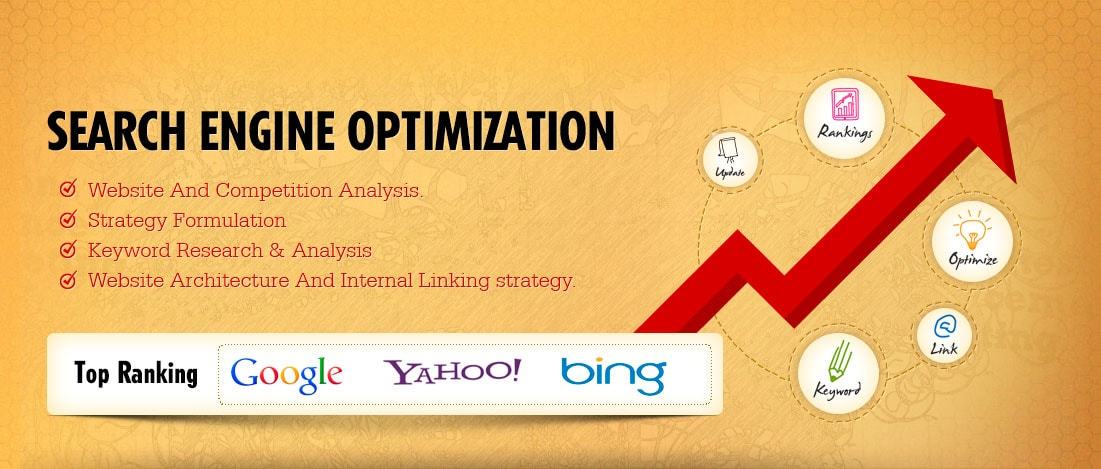 SEARCH ENGINE OPTIMIZATION
Website And Competition Analysis.
Strategy Formulation
Keyword Research & Analysis
Website Architecture And Internal Linking strategy.
Top Ranking
Google
YAHOO!
bing
Rankings
Update
Optimize
Link
Keyword